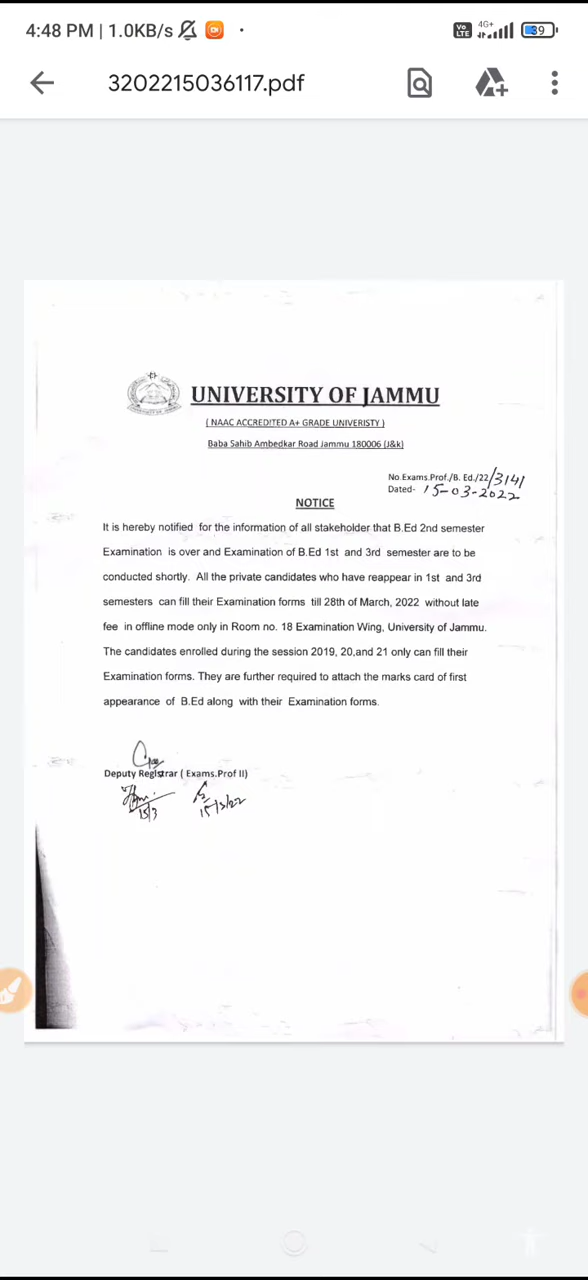 4:48 PM | 1.0KB/s
Vo LTE 4G+ 39
3202215036117.pdf
UNIVERSITY OF JAMMU
( NAAC ACCREDITED A+ GRADE UNIVERISTY )
Baba Sahib Ambedkar Road Jammu 180006 (J&k)
No.Exams.Prof./B. Ed./22/3141
Dated- 15-03-2022
NOTICE
It is hereby notified for the information of all stakeholder that B.Ed 2nd semester
Examination is over and Examination of B.Ed 1st and 3rd semester are to be
conducted shortly. All the private candidates who have reappear in 1st and 3rd
semesters can fill their Examination forms till 28th of March, 2022 without late
fee in offline mode only in Room no. 18 Examination Wing, University of Jammu.
The candidates enrolled during the session 2019, 20,and 21 only can fill their
Examination forms. They are further required to attach the marks card of first
appearance of B.Ed along with their Examination forms.
Deputy Registrar ( Exams.Prof II)
15/3 15/3/22